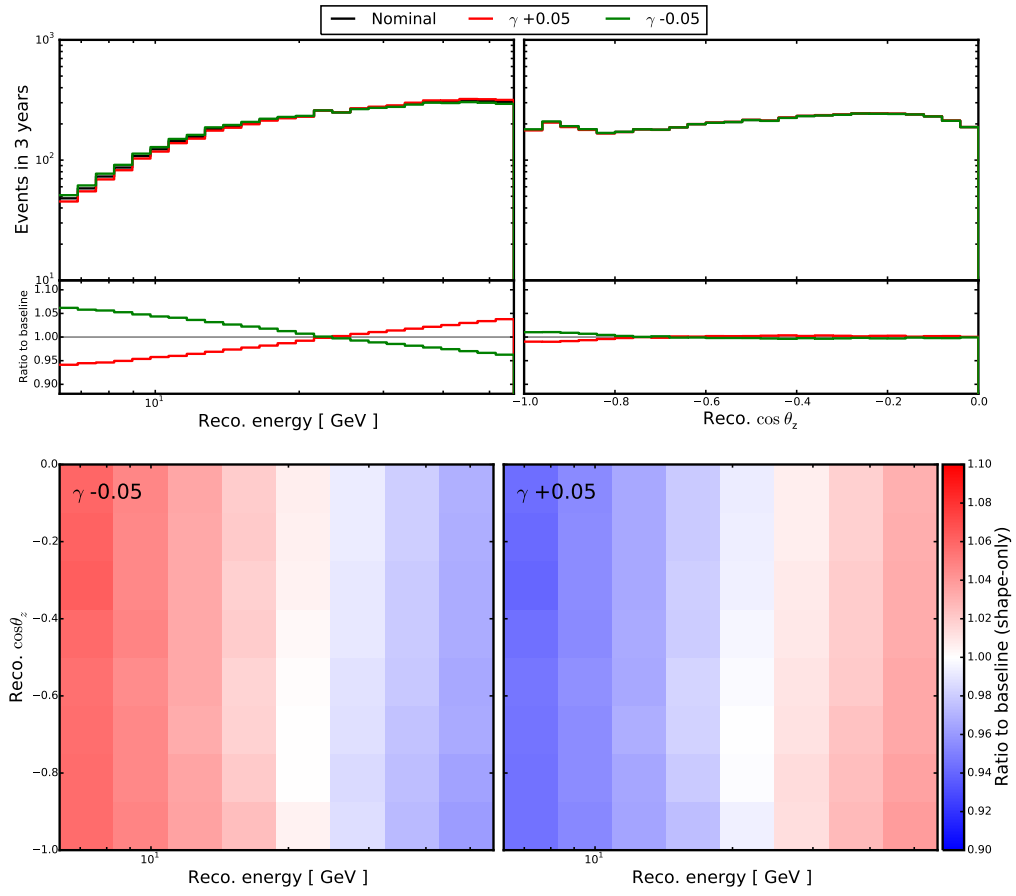 Nominal γ +0.05 γ -0.05
Events in 3 years
10³
10²
10¹
Ratio to baseline
1.10
1.05
1.00
0.95
0.90
10¹
Reco. energy [ GeV ]
−1.0 −0.8 −0.6 −0.4 −0.2 0.0
Reco. cos θz
γ -0.05
γ +0.05
Reco. cosθz
0.0
−0.2
−0.4
−0.6
−0.8
−1.0
10¹
Reco. energy [ GeV ]
10¹
Reco. energy [ GeV ]
1.10
1.08
1.06
1.04
1.02
1.00
0.98
0.96
0.94
0.92
0.90
Ratio to baseline (shape-only)